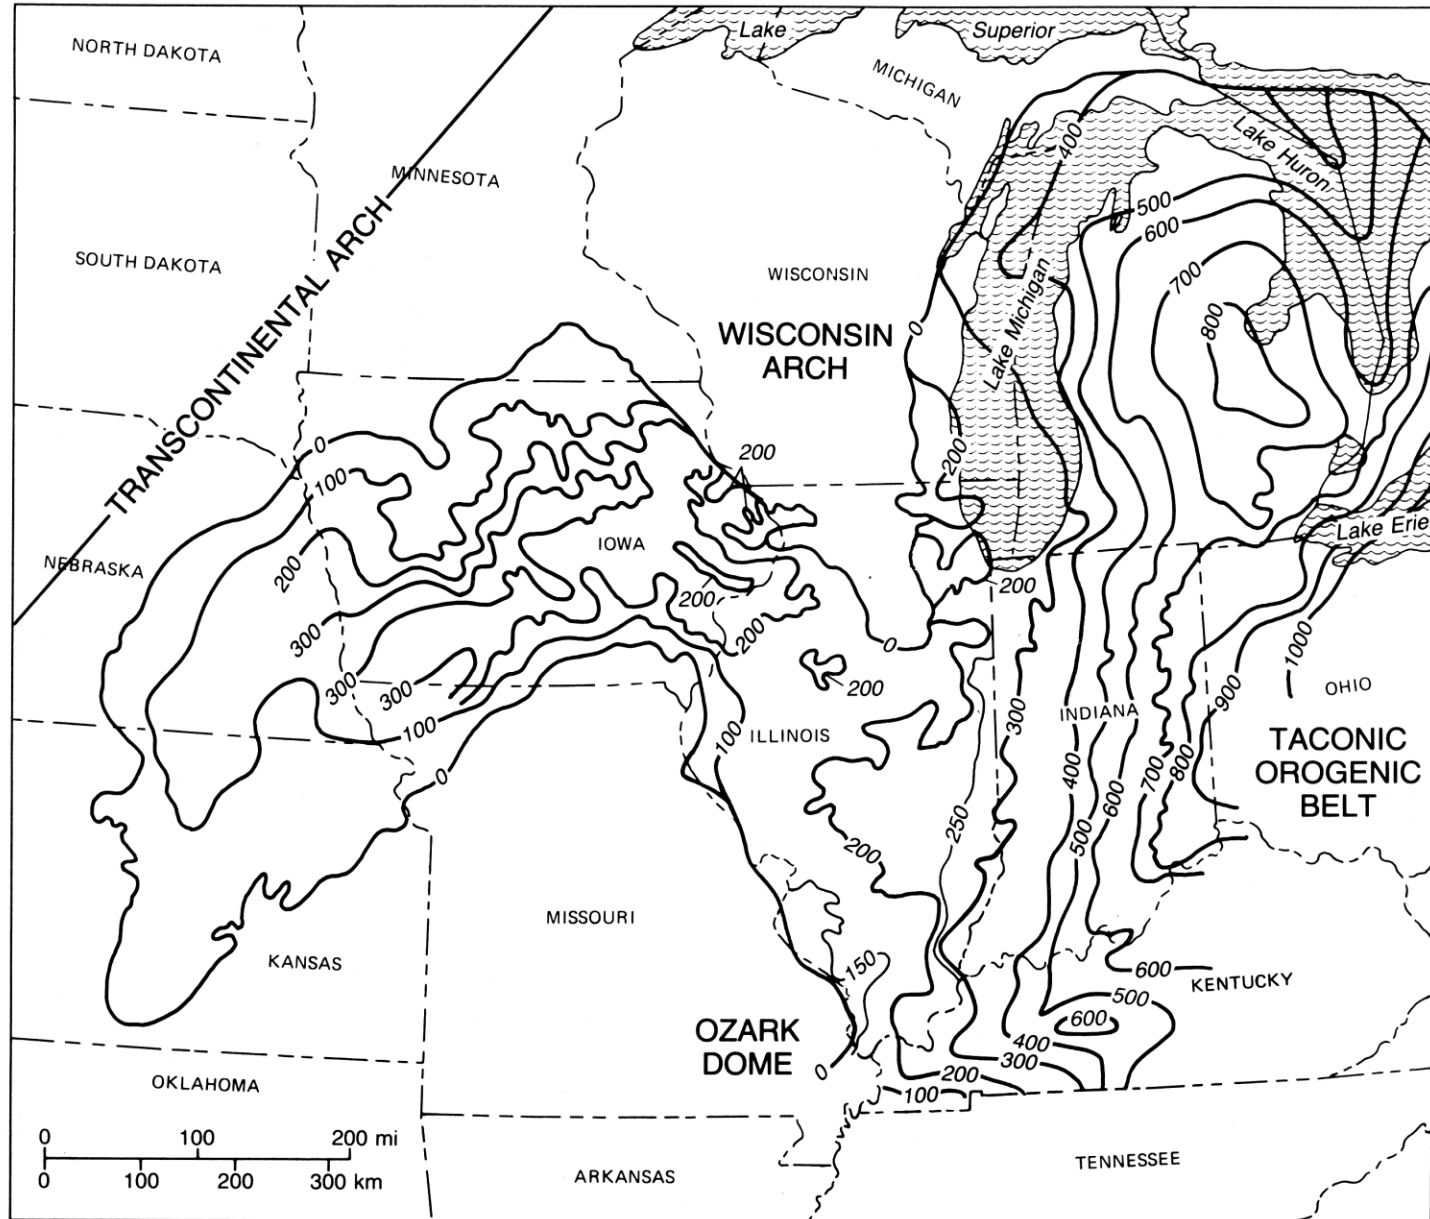 NORTH DAKOTA
Lake
Superior
MICHIGAN
MINNESOTA
400
Lake Huron
SOUTH DAKOTA
TRANSCONTINENTAL ARCH
WISCONSIN
WISCONSIN
ARCH
Lake Michigan
500
600
700
800
0
0
100
200
200
200
IOWA
NEBRASKA
Lake Erie
300
300
300
200
200
200
0
200
100
0
100
ILLINOIS
300
INDIANA
400
500
600
700
800
900
1000
OHIO
TACONIC
OROGENIC
BELT
250
200
MISSOURI
KANSAS
150
600
KENTUCKY
500
600
400
300
200
100
OZARK
DOME
0
OKLAHOMA
ARKANSAS
TENNESSEE
0 100 200 mi
0 100 200 300 km